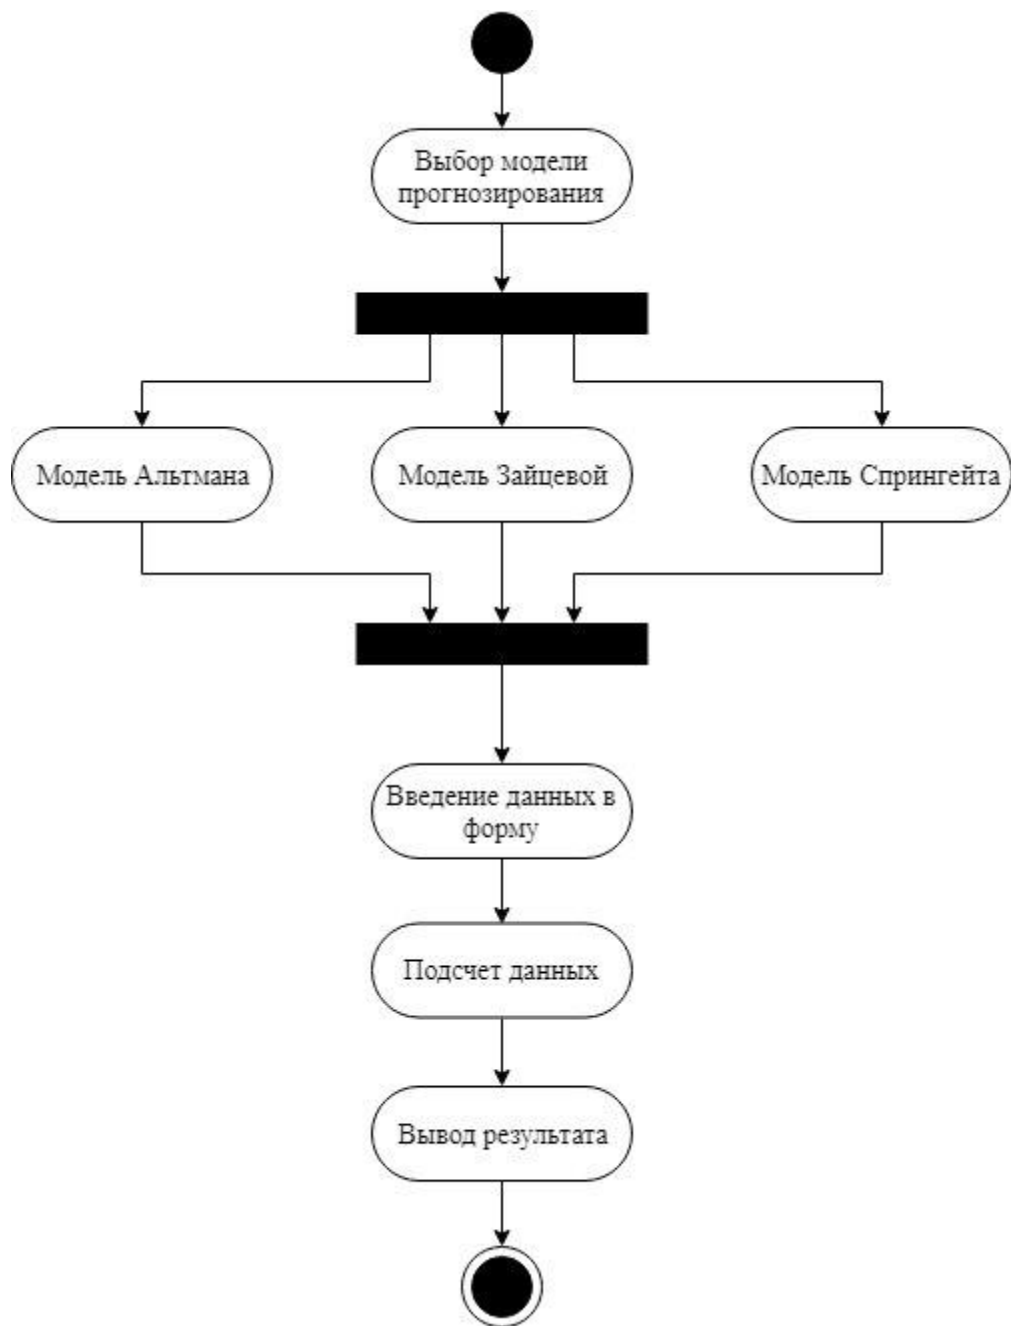 Выбор модели
прогнозирования
Модель Альтмана
Модель Зайцевой
Модель Спрингейта
Введение данных в
форму
Подсчет данных
Вывод результата